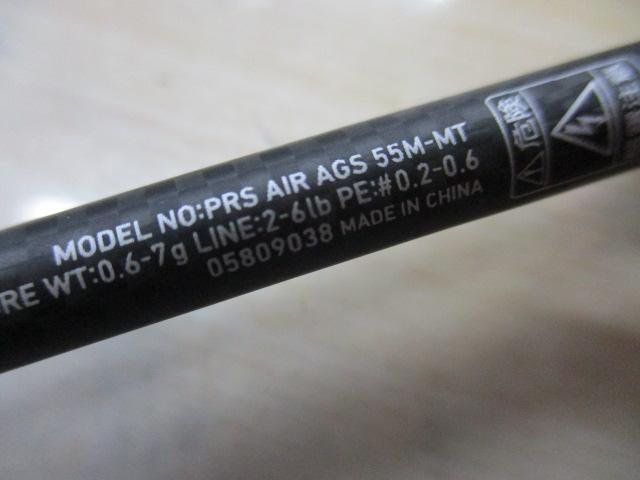 MODEL NO:PRS AIR AGS 55M-MT
RE WT:0.6-7g LINE:2-6lb PE:#0.2-0.6
05809038 MADE IN CHINA
危険